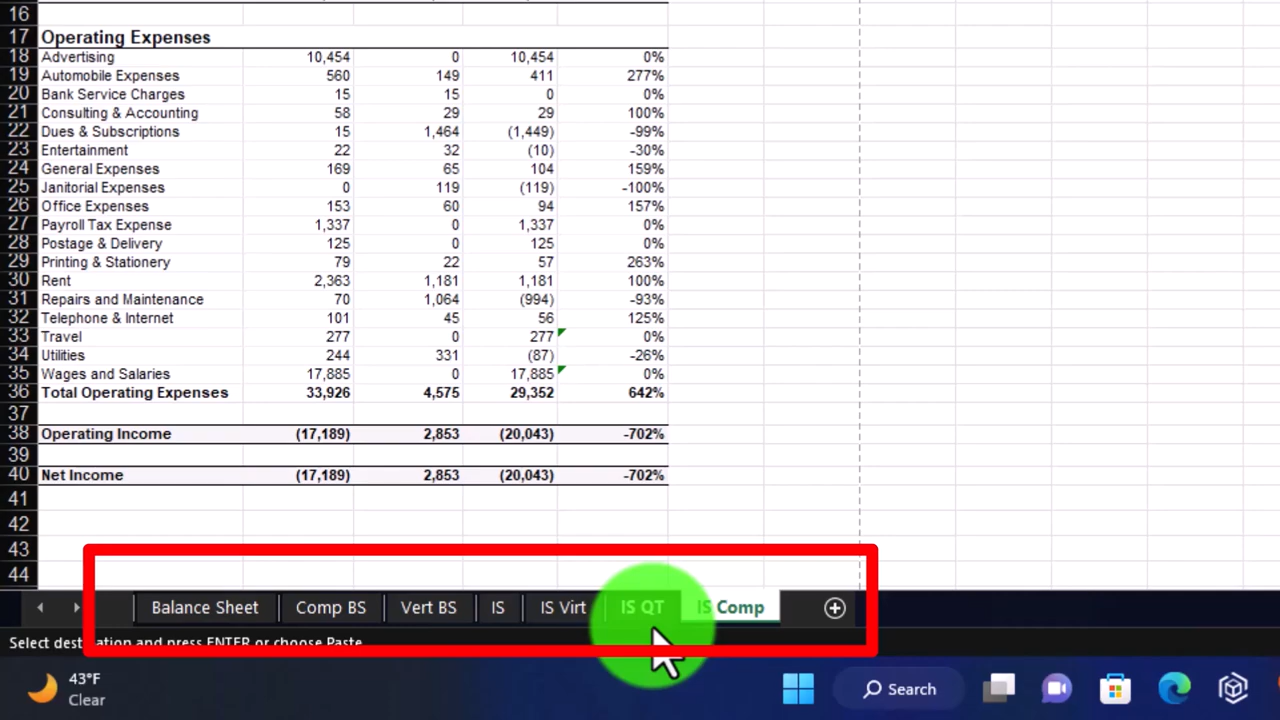 16
17 Operating Expenses
18 Advertising 10,454 0 10,454 0%
19 Automobile Expenses 560 149 411 277%
20 Bank Service Charges 15 15 0 0%
21 Consulting & Accounting 58 29 29 100%
22 Dues & Subscriptions 15 1,464 (1,449) -99%
23 Entertainment 22 32 (10) -30%
24 General Expenses 169 65 104 159%
25 Janitorial Expenses 0 119 (119) -100%
26 Office Expenses 153 60 94 157%
27 Payroll Tax Expense 1,337 0 1,337 0%
28 Postage & Delivery 125 0 125 0%
29 Printing & Stationery 79 22 57 263%
30 Rent 2,363 1,181 1,181 100%
31 Repairs and Maintenance 70 1,064 (994) -93%
32 Telephone & Internet 101 45 56 125%
33 Travel 277 0 277 0%
34 Utilities 244 331 (87) -26%
35 Wages and Salaries 17,885 0 17,885 0%
36 Total Operating Expenses 33,926 4,575 29,352 642%
37
38 Operating Income (17,189) 2,853 (20,043) -702%
39
40 Net Income (17,189) 2,853 (20,043) -702%
41
42
43
44
Balance Sheet Comp BS Vert BS IS IS Virt IS QT IS Comp
Select destination and press ENTER or choose Paste
43°F
Clear
Search